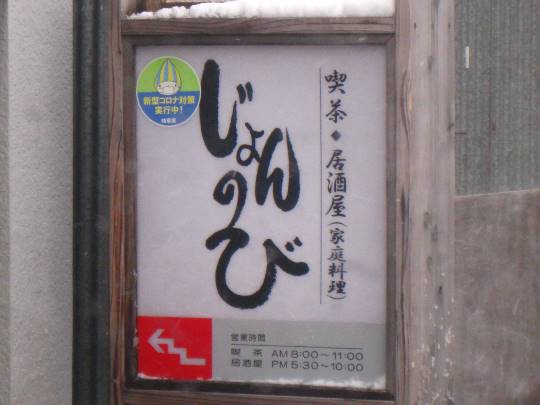 喫茶◆居酒屋(家庭料理)
じょんのび
新型コロナ対策
実行中!
営業時間
喫 茶 AM 8:00〜11:00
居酒屋 PM 5:30〜10:00